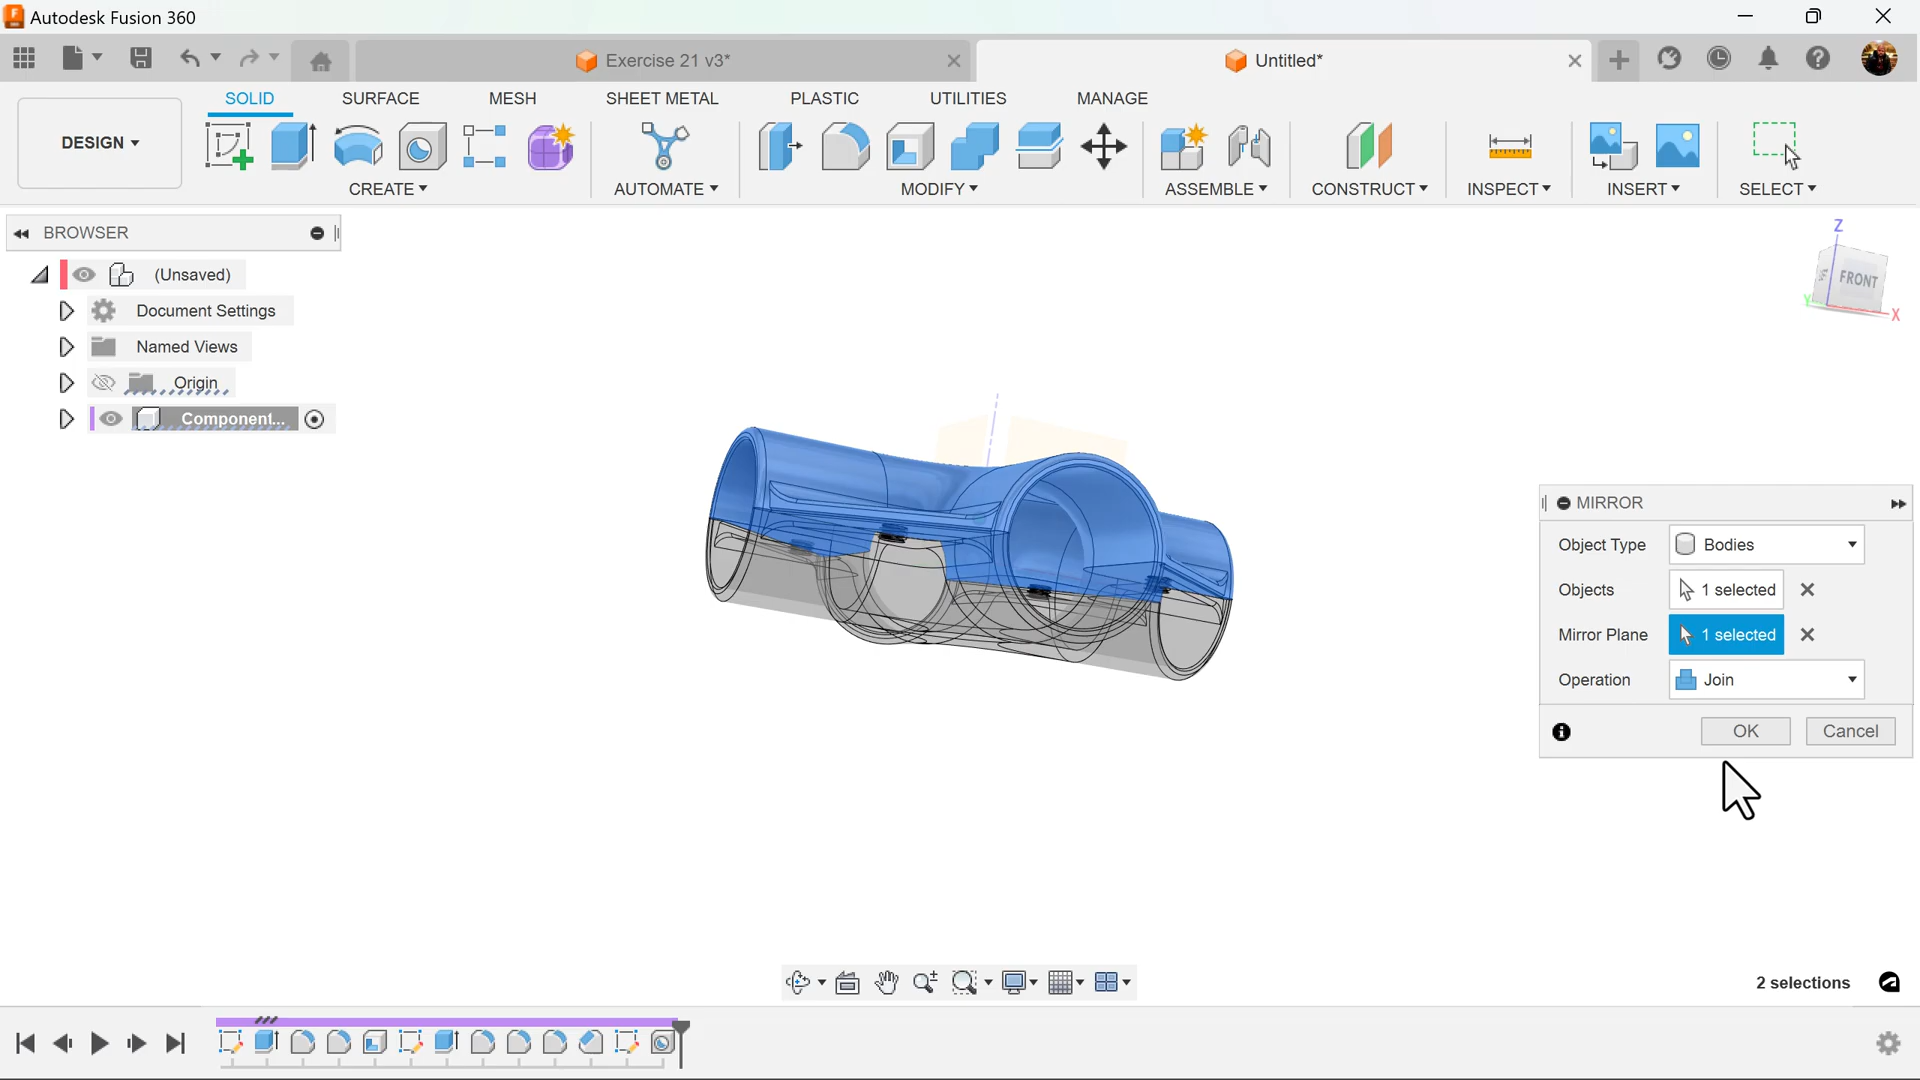 Autodesk Fusion 360
Exercise 21 v3*
Untitled*
SOLID
SURFACE
MESH
SHEET METAL
PLASTIC
UTILITIES
MANAGE
DESIGN
CREATE
AUTOMATE
MODIFY
ASSEMBLE
CONSTRUCT
INSPECT
INSERT
SELECT
BROWSER
(Unsaved)
Document Settings
Named Views
Origin
Component...
Z
FRONT
Y
X
MIRROR
Object Type Bodies
Objects 1 selected
Mirror Plane 1 selected
Operation Join
OK Cancel
2 selections